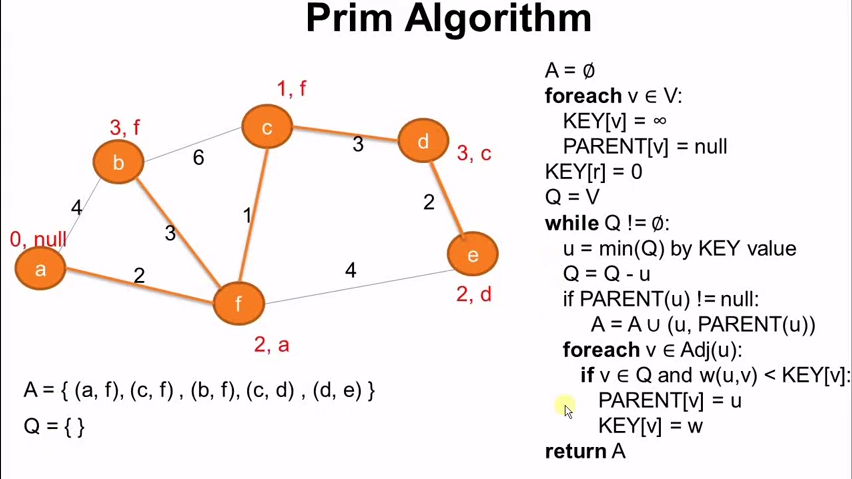 Prim Algorithm
1, f
c
3, f
b
6
3
d
3, c
4
3
1
2
0, null
a
2
4
e
2, d
f
2, a
A = { (a, f), (c, f) , (b, f), (c, d) , (d, e) }
Q = { }
A = ∅
foreach v ∈ V:
KEY[v] = ∞
PARENT[v] = null
KEY[r] = 0
Q = V
while Q != ∅:
u = min(Q) by KEY value
Q = Q - u
if PARENT(u) != null:
A = A ∪ (u, PARENT(u))
foreach v ∈ Adj(u):
if v ∈ Q and w(u,v) < KEY[v]:
PARENT[v] = u
KEY[v] = w
return A